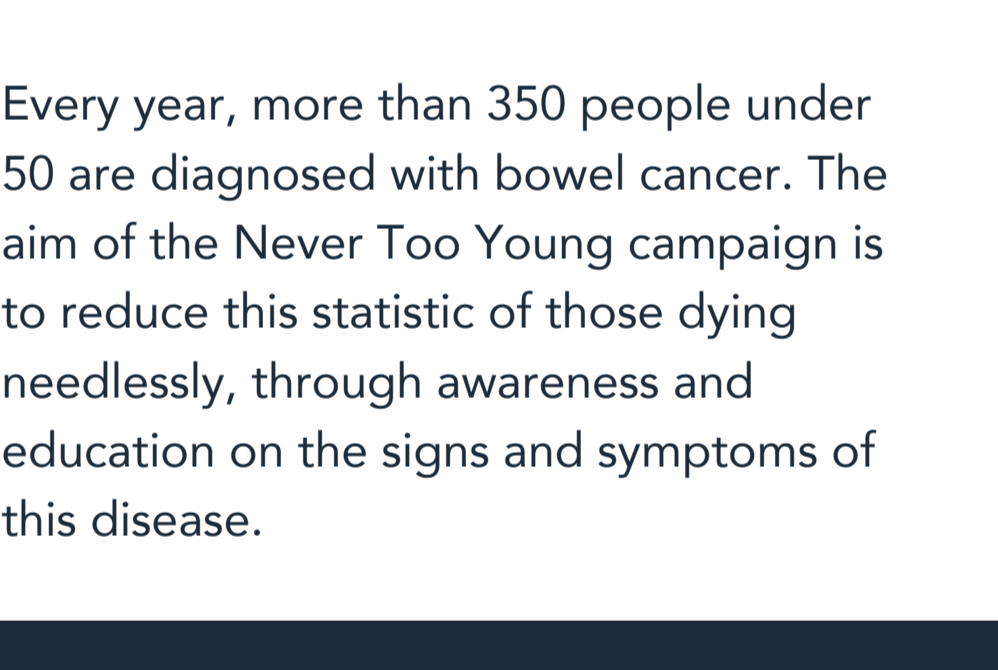 Every year, more than 350 people under
50 are diagnosed with bowel cancer. The
aim of the Never Too Young campaign is
to reduce this statistic of those dying
needlessly, through awareness and
education on the signs and symptoms of
this disease.